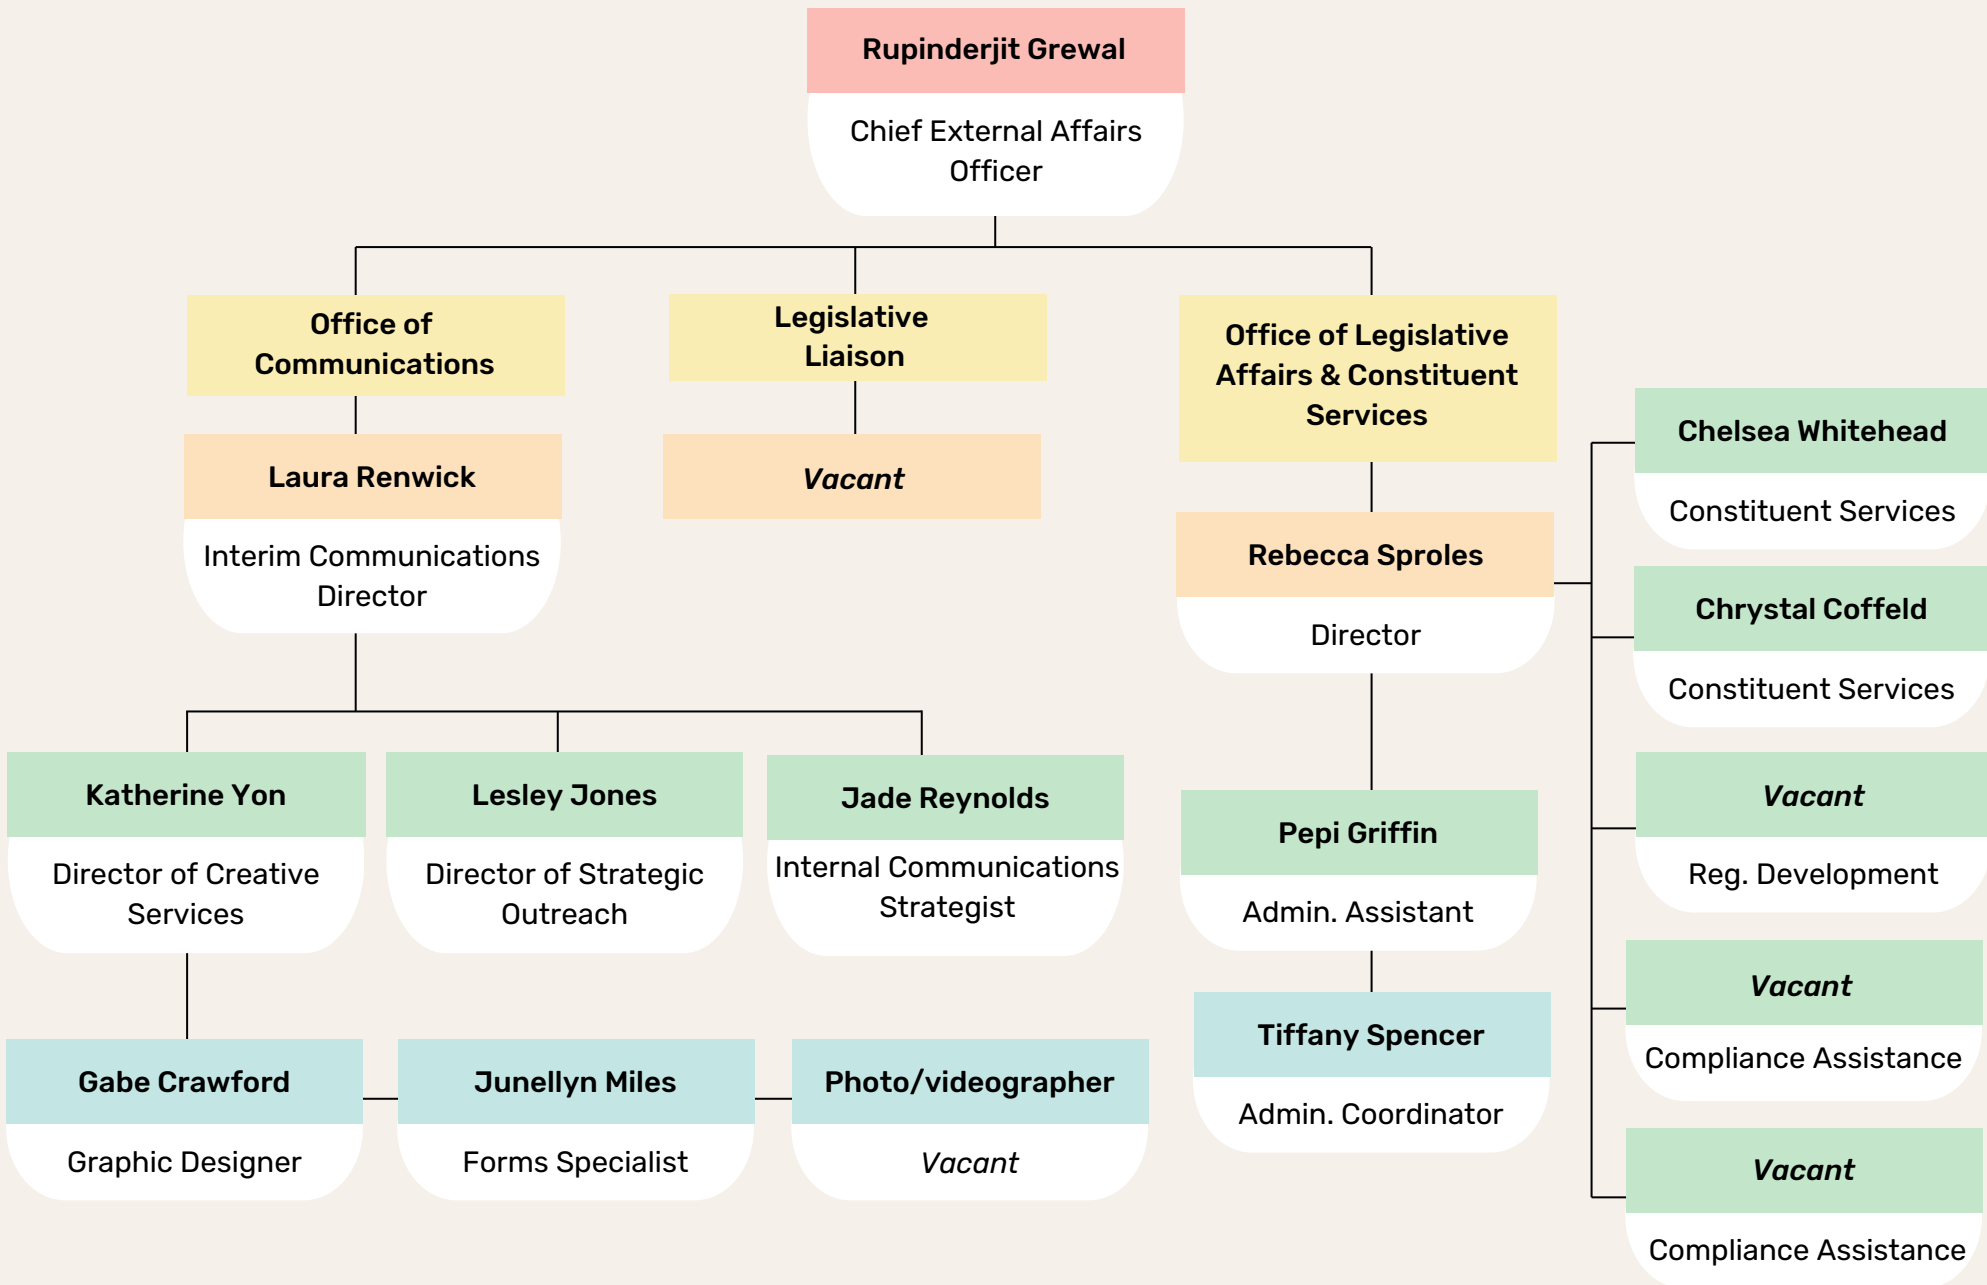 Rupinderjit Grewal
Chief External Affairs
Officer
Office of
Communications
Legislative
Liaison
Office of Legislative
Affairs & Constituent
Services
Laura Renwick
Interim Communications
Director
Vacant
Rebecca Sproles
Director
Chelsea Whitehead
Constituent Services
Chrystal Coffeld
Constituent Services
Vacant
Reg. Development
Vacant
Compliance Assistance
Vacant
Compliance Assistance
Katherine Yon
Director of Creative
Services
Lesley Jones
Director of Strategic
Outreach
Jade Reynolds
Internal Communications
Strategist
Pepi Griffin
Admin. Assistant
Gabe Crawford
Graphic Designer
Junellyn Miles
Forms Specialist
Photo/videographer
Vacant
Tiffany Spencer
Admin. Coordinator